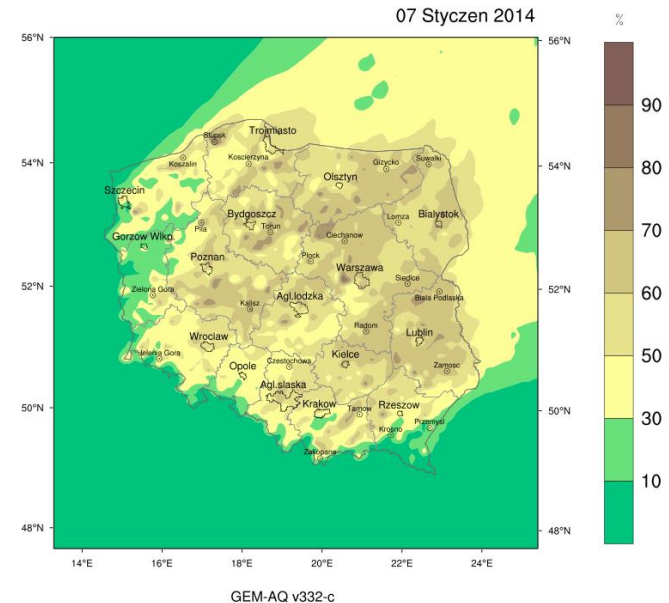 07 Styczen 2014
%
56°N
56°N
90
Trojmiasto
Slupsk
Koscierzyna
Koszalin
54°N
Gizycko
Suwalki
54°N
80
Olsztyn
Szczecin
Bydgoszcz
Torun
Lomza
Bialystok
70
Gorzow Wlkp.
Pila
Ciechanow
Poznan
Plock
Warszawa
Siedlce
60
52°N
Zielona Gora
Kalisz
Agl.lodzka
Biala Podlaska
52°N
Radom
Lublin
50
Wroclaw
Jelenia Gora
Czestochowa
Kielce
Zamosc
Opole
Agl.slaska
50°N
Krakow
Tarnow
Rzeszow
50°N
30
Krosno
Przemysl
Zakopane
10
48°N
48°N
14°E
16°E
18°E
20°E
22°E
24°E
GEM-AQ v332-c